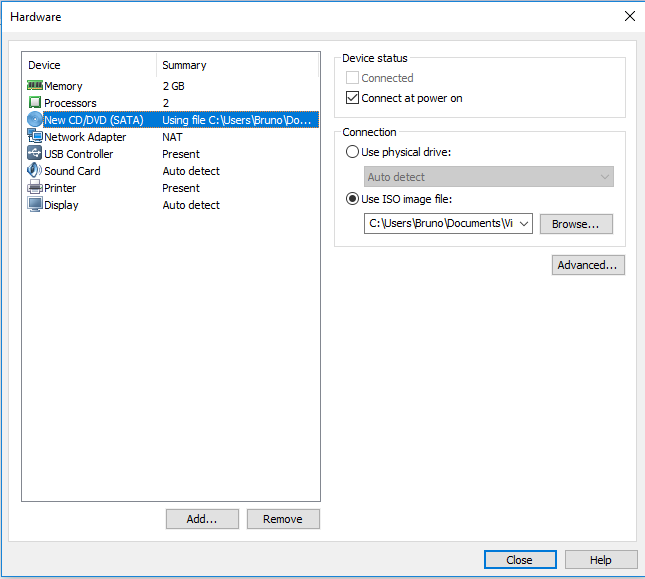 Hardware
Device Summary
Memory 2 GB
Processors 2
New CD/DVD (SATA) Using file C:\Users\Bruno\Do...
Network Adapter NAT
USB Controller Present
Sound Card Auto detect
Printer Present
Display Auto detect
Add... Remove
Device status
Connected
Connect at power on
Connection
Use physical drive:
Auto detect
Use ISO image file:
C:\Users\Bruno\Documents\Vi Browse...
Advanced...
Close Help